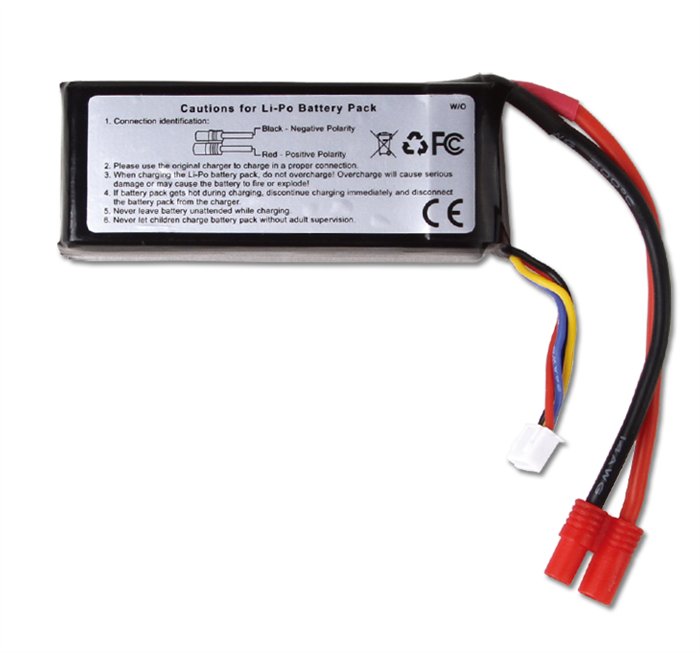 Cautions for Li-Po Battery Pack
W/O
1. Connection identification:
Black - Negative Polarity
Red - Positive Polarity
FC
2. Please use the original charger to charge in a proper connection.
3. When charging the Li-Po battery pack, do not overcharge! Overcharge will cause serious
damage or may cause the battery to fire or explode!
4. If battery pack gets hot during charging, discontinue charging immediately and disconnect
the battery pack from the charger.
5. Never leave battery unattended while charging.
6. Never let children charge battery pack without adult supervision.
CE
14AWG